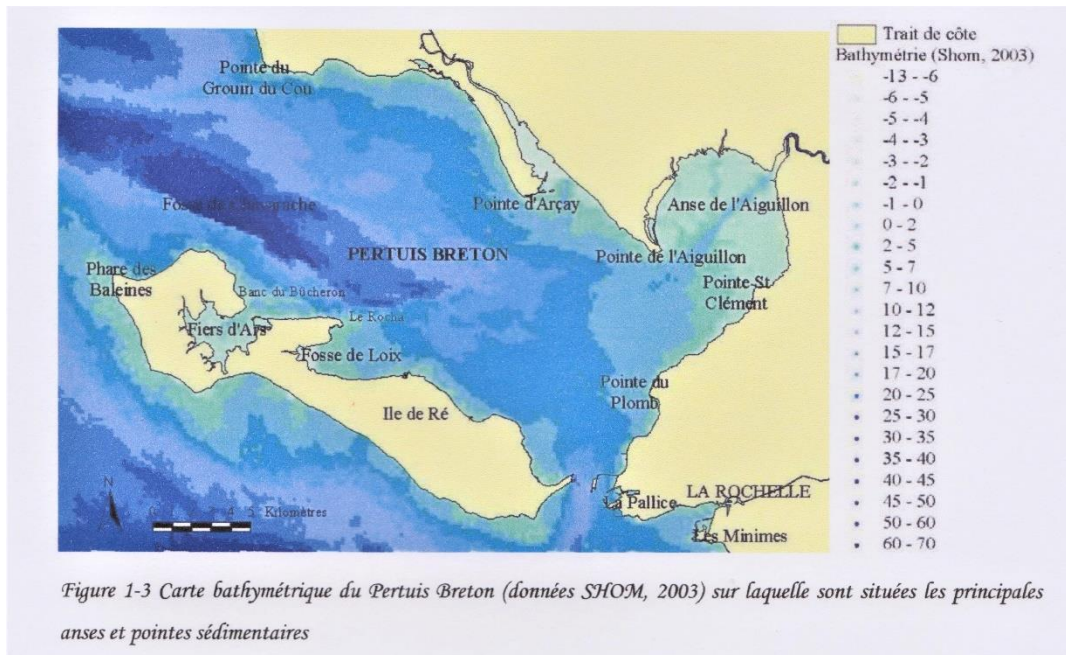 Trait de côte
Bathymétrie (Shom, 2003)
-13 - -6
-6 - -5
-5 - -4
-4 - -3
-3 - -2
-2 - -1
-1 - 0
0 - 2
2 - 5
5 - 7
7 - 10
10 - 12
12 - 15
15 - 17
17 - 20
20 - 25
25 - 30
30 - 35
35 - 40
40 - 45
45 - 50
50 - 60
60 - 70
Pointe du
Grouin du Cou
Fosse de
Pointe d'Arçay
Anse de l'Aiguillon
PERTUIS BRETON
Pointe de l'Aiguillon
Phare des
Baleines
Pointe St
Clément
Banc du Bûcheron
Le Rocha
Fiers d'Ars
Fosse de Loix
Pointe du
Plomb
Ile de Ré
La Pallice
LA ROCHELLE
Les Minimes
N
4 5 Kilomètres
Figure 1-3 Carte bathymétrique du Pertuis Breton (données SHOM, 2003) sur laquelle sont situées les principales
anses et pointes sédimentaires